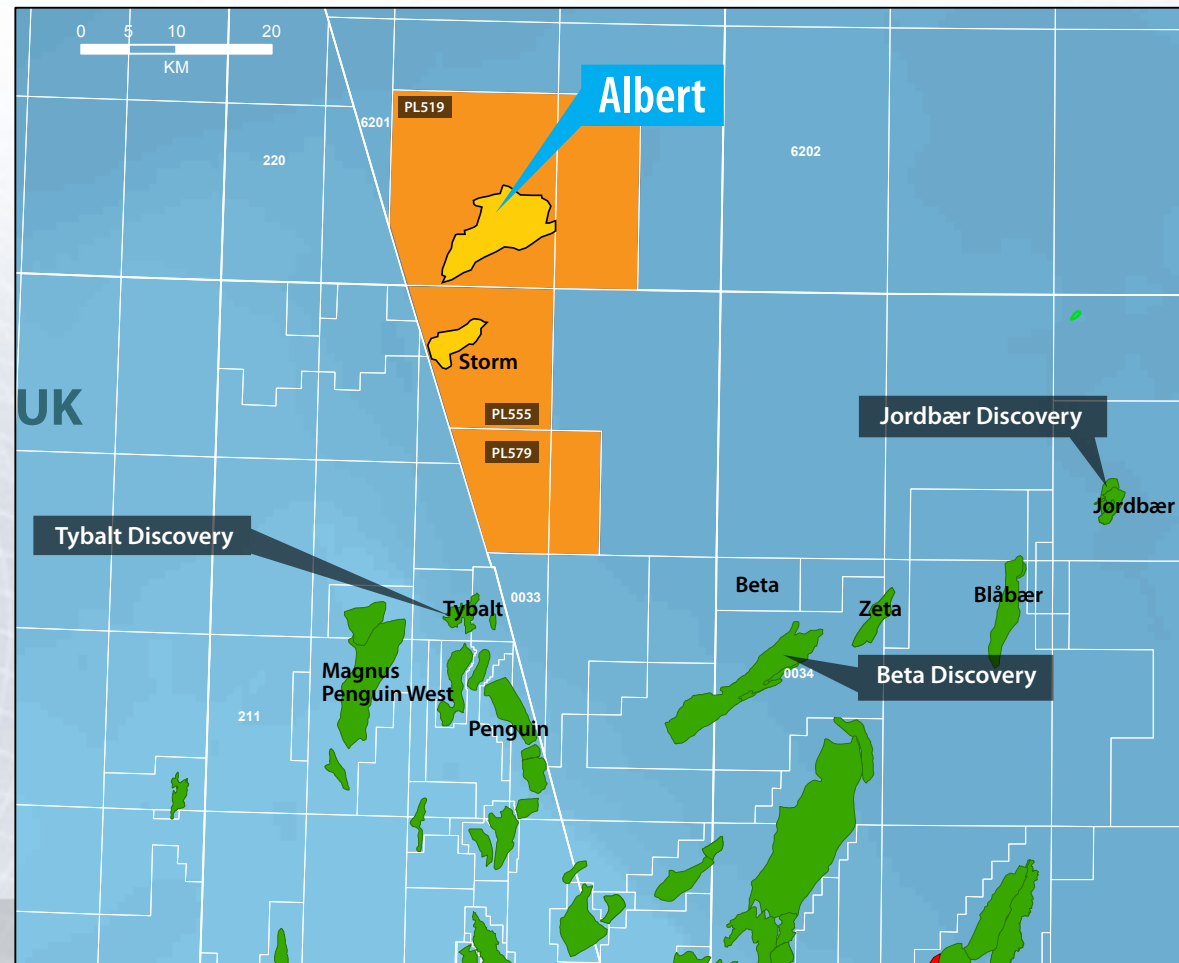 0 5 10 20
KM
Albert
PL519
6201
220
6202
Storm
UK
PL555
Jordbær Discovery
PL579
Jordbær
Tybalt Discovery
Beta
Blåbær
0033
Tybalt
Zeta
Magnus
Penguin West
0034
Beta Discovery
211
Penguin